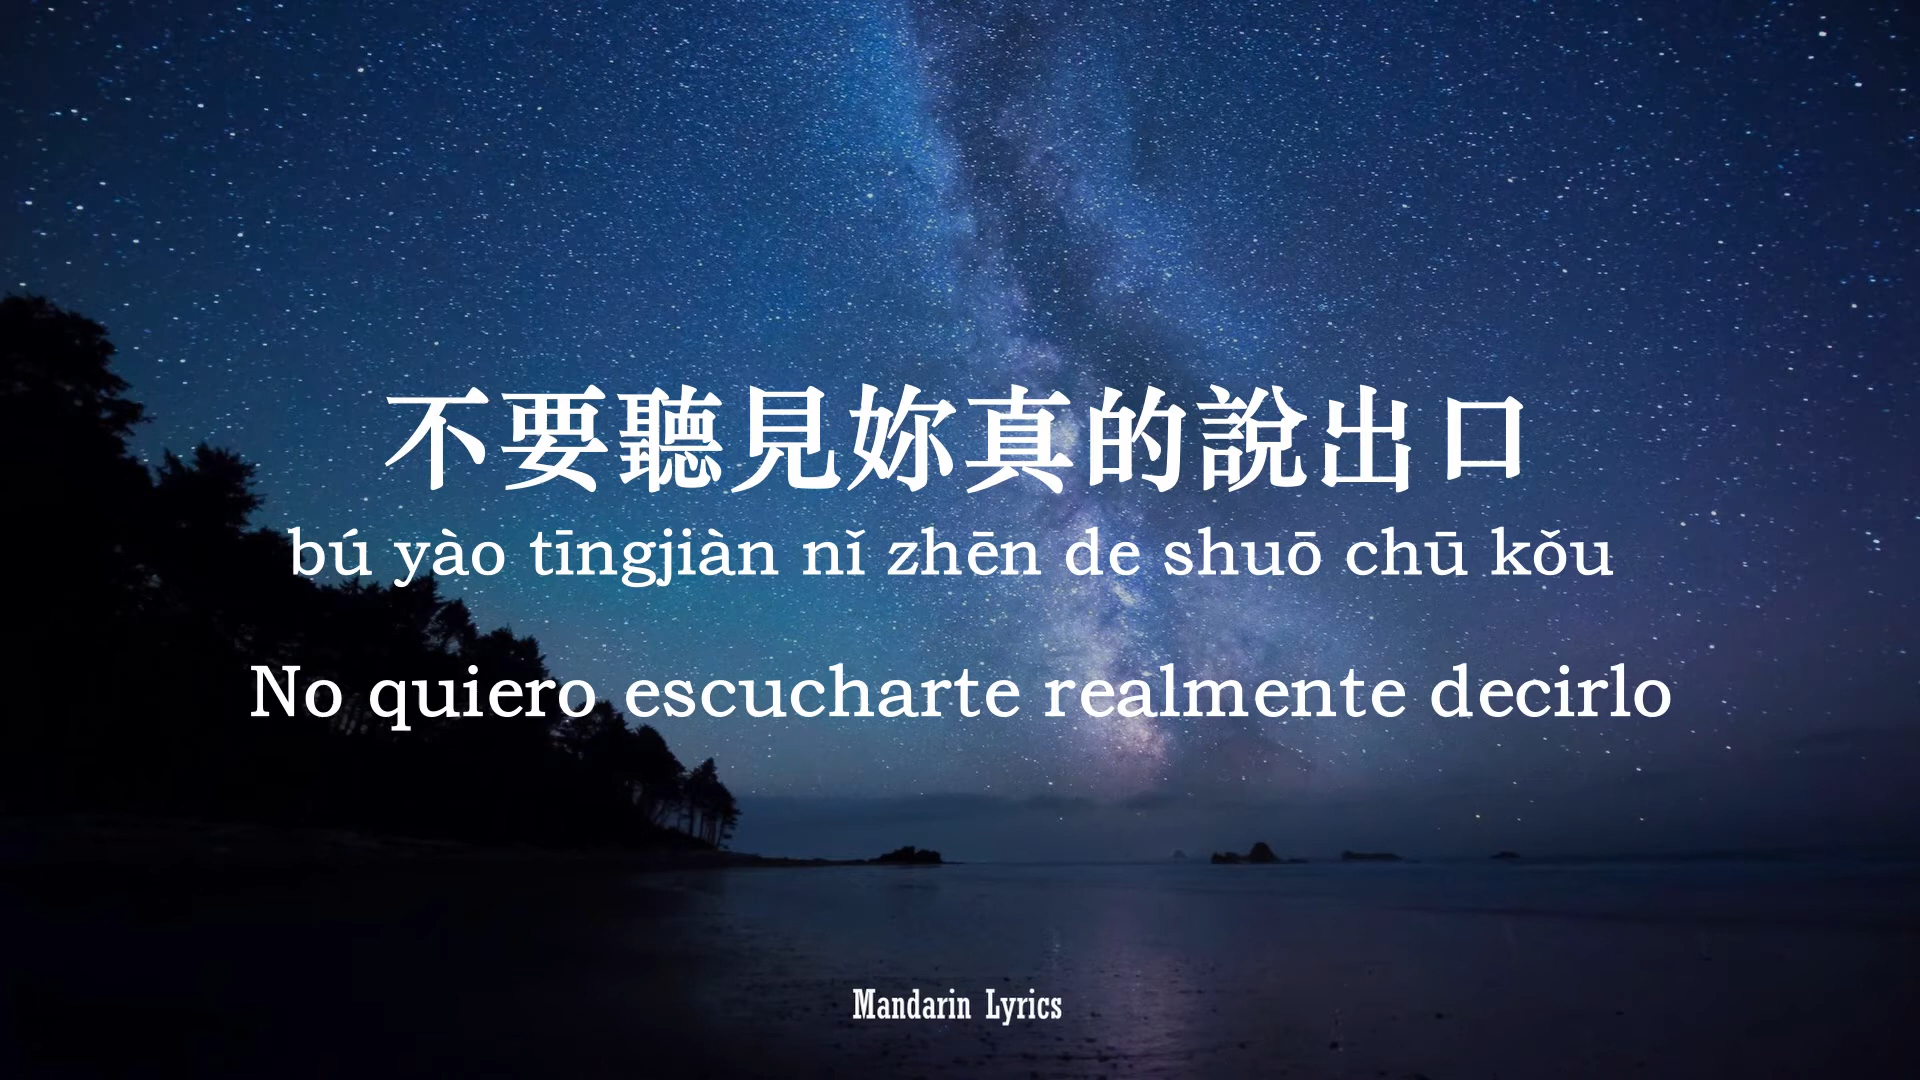 不要聽見妳真的說出口
bú yào tīngjiàn nǐ zhēn de shuō chū kǒu
No quiero escucharte realmente decirlo
Mandarin Lyrics